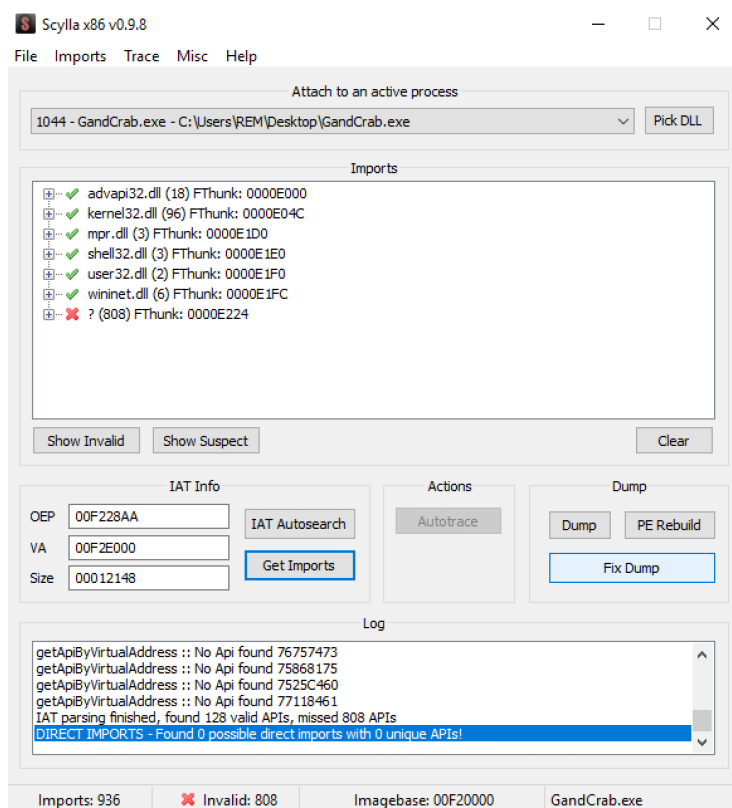 Scylla x86 v0.9.8
File Imports Trace Misc Help
Attach to an active process
1044 - GandCrab.exe - C:\Users\REM\Desktop\GandCrab.exe
Pick DLL
Imports
advapi32.dll (18) FThunk: 0000E000
kernel32.dll (96) FThunk: 0000E04C
mpr.dll (3) FThunk: 0000E1D0
shell32.dll (3) FThunk: 0000E1E0
user32.dll (2) FThunk: 0000E1F0
wininet.dll (6) FThunk: 0000E1FC
? (808) FThunk: 0000E224
Show Invalid Show Suspect Clear
IAT Info
OEP 00F228AA
VA 00F2E000
Size 00012148
IAT Autosearch
Get Imports
Actions
Autotrace
Dump
Dump PE Rebuild
Fix Dump
Log
getApiByVirtualAddress :: No Api found 76757473
getApiByVirtualAddress :: No Api found 75868175
getApiByVirtualAddress :: No Api found 7525C460
getApiByVirtualAddress :: No Api found 77118461
IAT parsing finished, found 128 valid APIs, missed 808 APIs
DIRECT IMPORTS - Found 0 possible direct imports with 0 unique APIs!
Imports: 936 Invalid: 808 Imagebase: 00F20000 GandCrab.exe